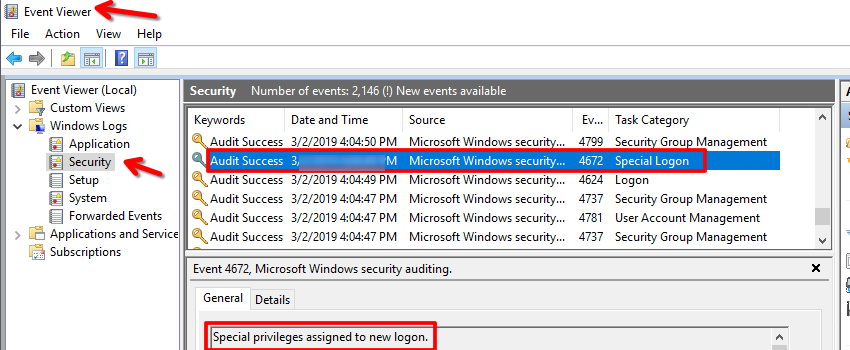 Event Viewer
File Action View Help
Event Viewer (Local)
Custom Views
Windows Logs
Application
Security
Setup
System
Forwarded Events
Applications and Service
Subscriptions
Security Number of events: 2,146 (!) New events available
Keywords Date and Time Source Ev... Task Category
Audit Success 3/2/2019 4:04:50 PM Microsoft Windows security... 4799 Security Group Management
Audit Success 3/ M Microsoft Windows security... 4672 Special Logon
Audit Success 3/2/2019 4:04:49 PM Microsoft Windows security... 4624 Logon
Audit Success 3/2/2019 4:04:47 PM Microsoft Windows security... 4737 Security Group Management
Audit Success 3/2/2019 4:04:47 PM Microsoft Windows security... 4781 User Account Management
Audit Success 3/2/2019 4:04:47 PM Microsoft Windows security... 4737 Security Group Management
Event 4672, Microsoft Windows security auditing.
General Details
Special privileges assigned to new logon.